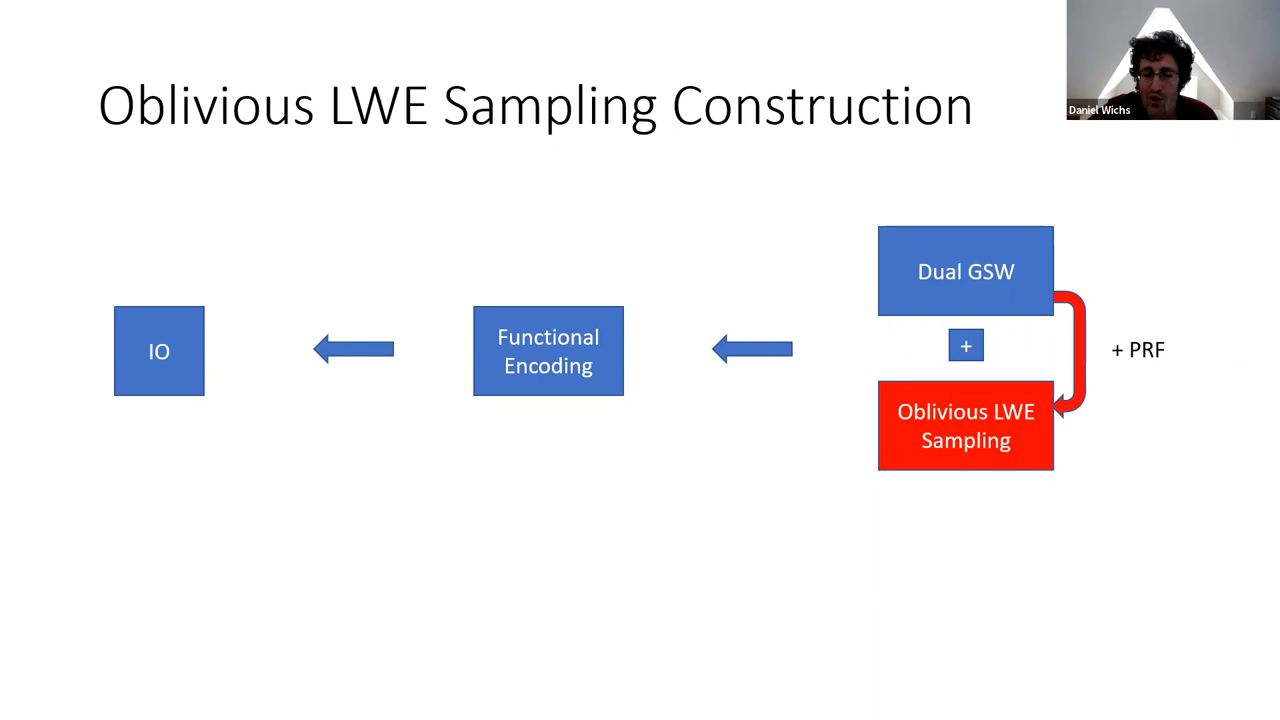 Oblivious LWE Sampling Construction
Daniel Wichs
IO
Functional
Encoding
Dual GSW
+
Oblivious LWE
Sampling
+ PRF